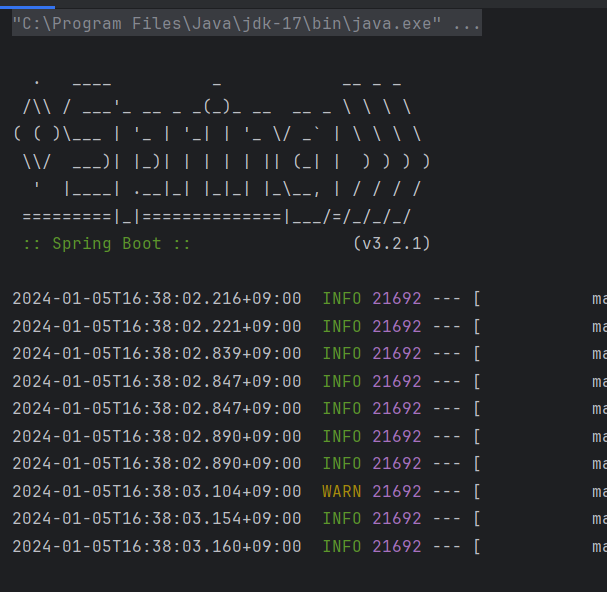 "C:\Program Files\Java\jdk-17\bin\java.exe" ...
  .   ____          _            __ _ _
 /\\ / ___'_ __ _ _(_)_ __  __ _ \ \ \ \
( ( )\___ | '_ | '_| | '_ \/ _` | \ \ \ \
 \\/  ___)| |_)| | | | | || (_| |  ) ) ) )
  '  |____| .__|_| |_|_| |_\__, | / / / /
 =========|_|==============|___/=/_/_/_/
 :: Spring Boot ::                (v3.2.1)
2024-01-05T16:38:02.216+09:00  INFO 21692 --- [           ma
2024-01-05T16:38:02.221+09:00  INFO 21692 --- [           ma
2024-01-05T16:38:02.839+09:00  INFO 21692 --- [           ma
2024-01-05T16:38:02.847+09:00  INFO 21692 --- [           ma
2024-01-05T16:38:02.847+09:00  INFO 21692 --- [           ma
2024-01-05T16:38:02.890+09:00  INFO 21692 --- [           ma
2024-01-05T16:38:02.890+09:00  INFO 21692 --- [           ma
2024-01-05T16:38:03.104+09:00  WARN 21692 --- [           ma
2024-01-05T16:38:03.154+09:00  INFO 21692 --- [           ma
2024-01-05T16:38:03.160+09:00  INFO 21692 --- [           ma